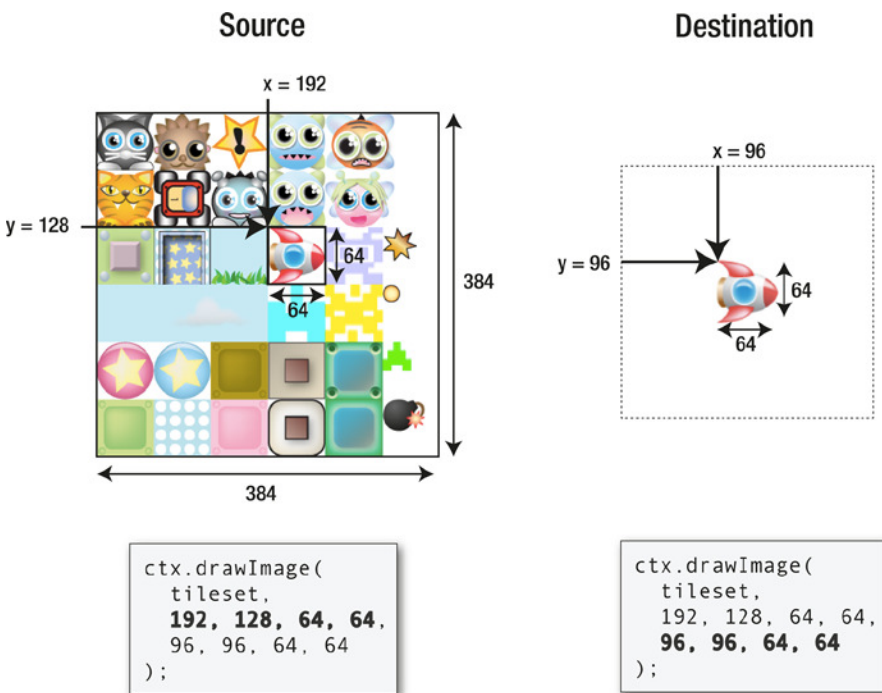 Source
Destination
x = 192
x = 96
y = 128
64
384
64
y = 96
64
64
384
ctx.drawImage(
tileset,
192, 128, 64, 64,
96, 96, 64, 64
);
ctx.drawImage(
tileset,
192, 128, 64, 64,
96, 96, 64, 64
);